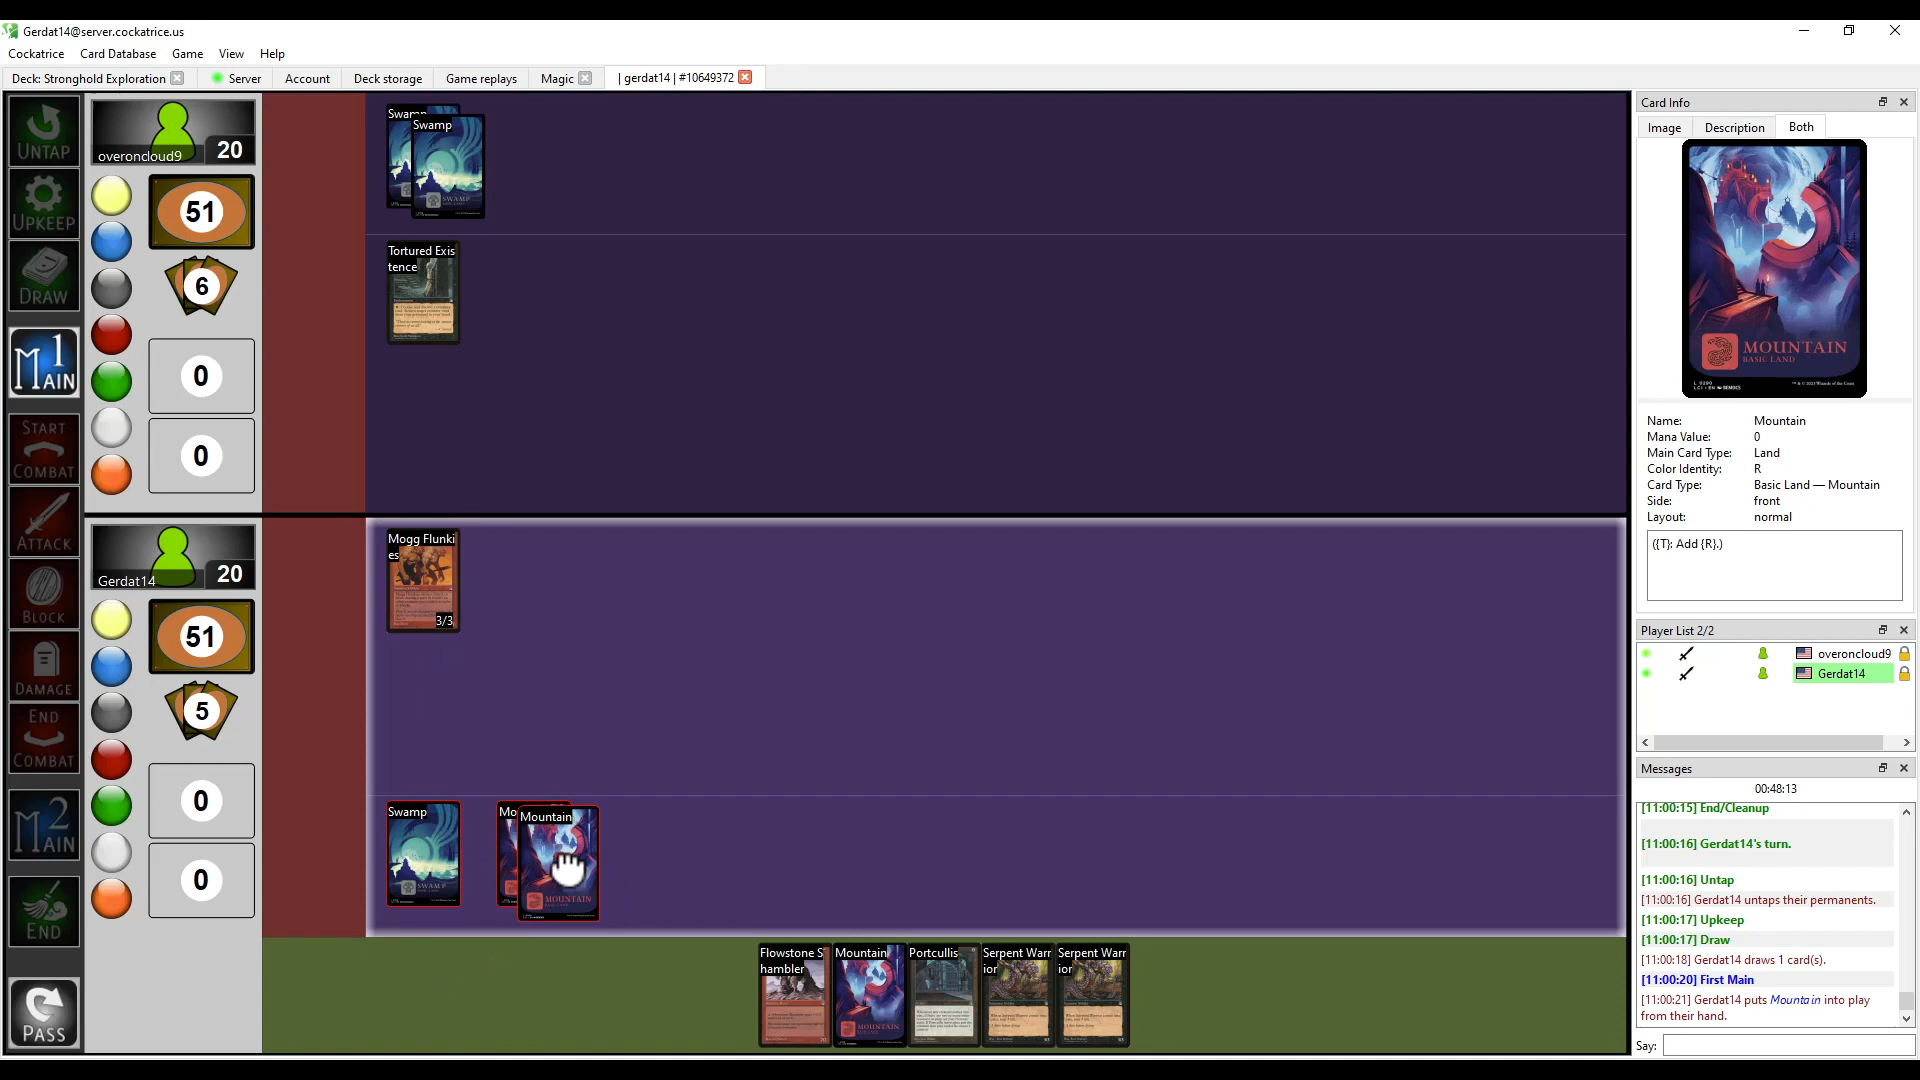 Gerdat14@server.cockatrice.us
Cockatrice Card Database Game View Help
Deck: Stronghold Exploration Server Account Deck storage Game replays Magic | gerdat14 | #10649372
UNTAP
UPKEEP
DRAW
M1AIN
START
COMBAT
ATTACK
BLOCK
DAMAGE
END
COMBAT
M2AIN
END
PASS
overoncloud9 20
51
6
0
0
Gerdat14 20
51
5
0
0
Swamp
Swamp
SWAMP
Tortured Exis
tence
Mogg Flunki
es
3/3
Swamp
SWAMP
Mo
Mountain
MOUNTAIN
Flowstone S
hambler
Mountain
MOUNTAIN
Portcullis
Serpent Warr
ior
Serpent Warr
ior
Card Info
Image Description Both
MOUNTAIN
BASIC LAND
Name: Mountain
Mana Value: 0
Main Card Type: Land
Color Identity: R
Card Type: Basic Land — Mountain
Side: front
Layout: normal
({T}: Add {R}.)
Player List 2/2
overoncloud9
Gerdat14
Messages
00:48:13
[11:00:15] End/Cleanup
[11:00:16] Gerdat14's turn.
[11:00:16] Untap
[11:00:16] Gerdat14 untaps their permanents.
[11:00:17] Upkeep
[11:00:17] Draw
[11:00:18] Gerdat14 draws 1 card(s).
[11:00:20] First Main
[11:00:21] Gerdat14 puts Mountain into play
from their hand.
Say: